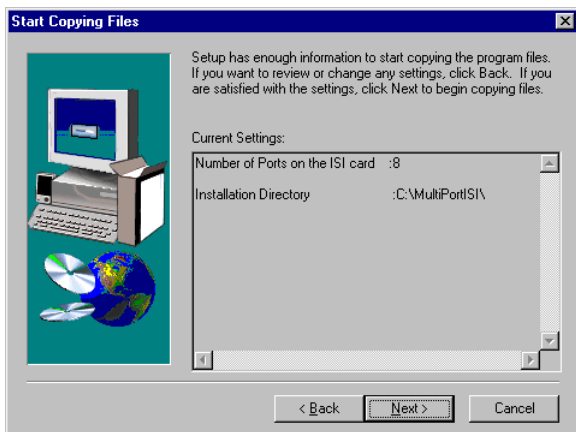 Start Copying Files
Setup has enough information to start copying the program files.
If you want to review or change any settings, click Back. If you
are satisfied with the settings, click Next to begin copying files.
Current Settings:
Number of Ports on the ISI card :8
Installation Directory :C:\MultiPortISI\
< Back
Next >
Cancel